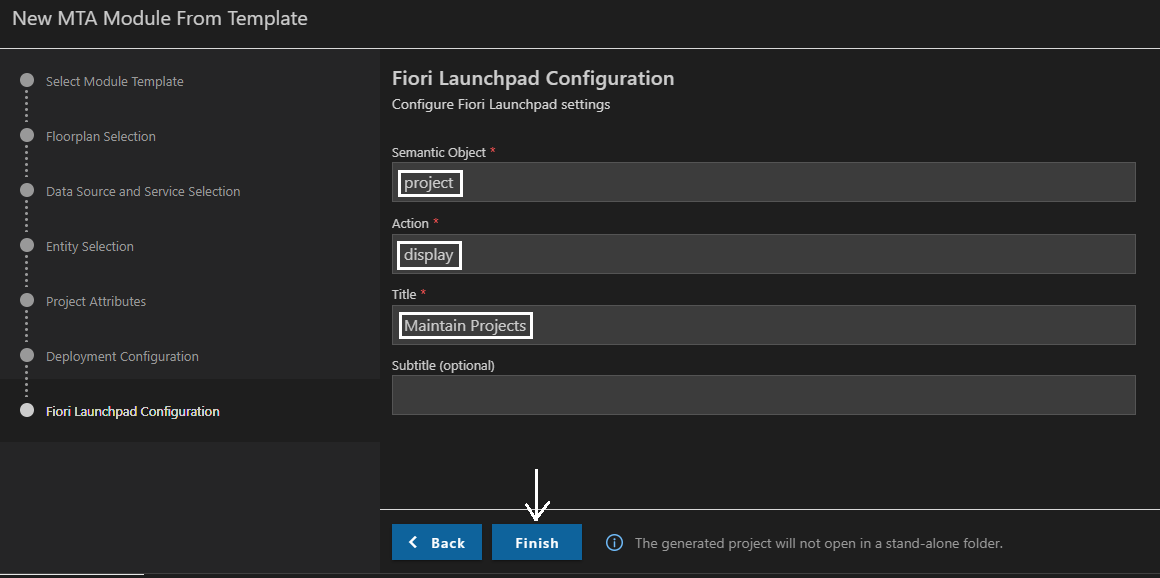 New MTA Module From Template
Select Module Template
Floorplan Selection
Data Source and Service Selection
Entity Selection
Project Attributes
Deployment Configuration
Fiori Launchpad Configuration
Fiori Launchpad Configuration
Configure Fiori Launchpad settings
Semantic Object *
project
Action *
display
Title *
Maintain Projects
Subtitle (optional)
Back
Finish
The generated project will not open in a stand-alone folder.